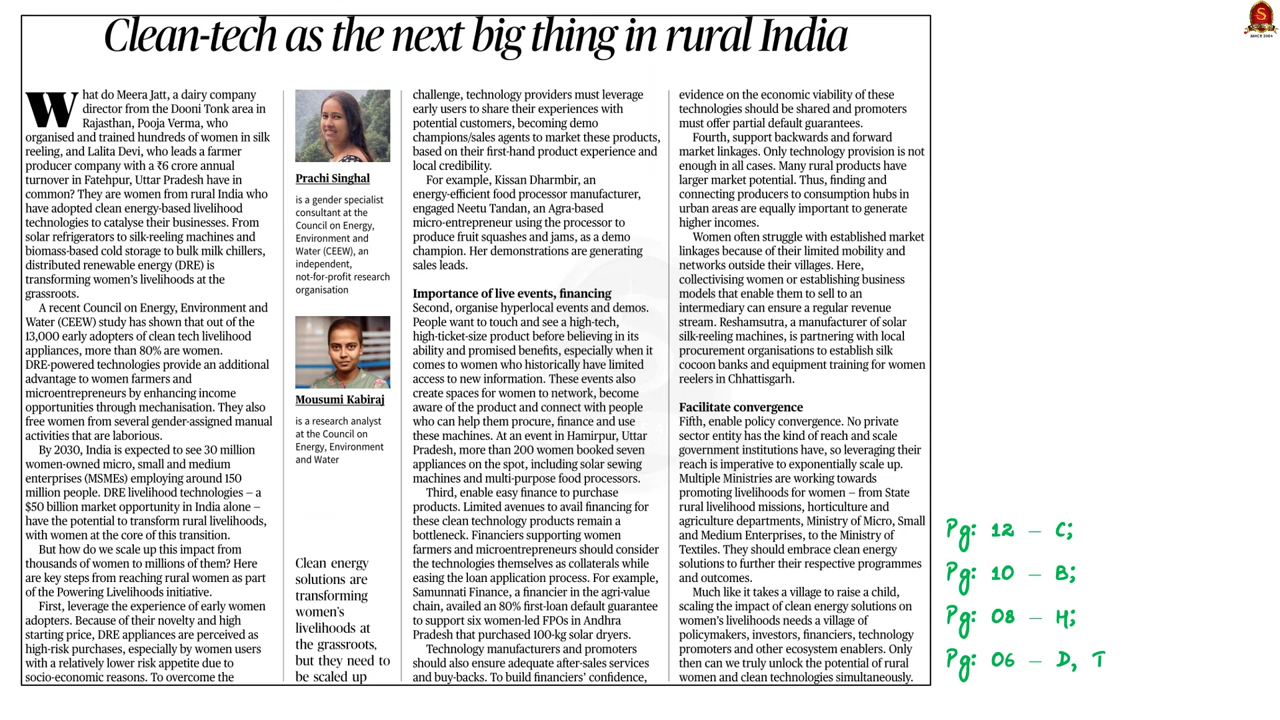 Clean-tech as the next big thing in rural India
What do Meera Jatt, a dairy company
director from the Dooni Tonk area in
Rajasthan, Pooja Verma, who
organised and trained hundreds of women in silk
reeling, and Lalita Devi, who leads a farmer
producer company with a ₹6 crore annual
turnover in Fatehpur, Uttar Pradesh have in
common? They are women from rural India who
have adopted clean energy-based livelihood
technologies to catalyse their businesses. From
solar refrigerators to silk-reeling machines and
biomass-based cold storage to bulk milk chillers,
distributed renewable energy (DRE) is
transforming women's livelihoods at the
grassroots.
A recent Council on Energy, Environment and
Water (CEEW) study has shown that out of the
13,000 early adopters of clean tech livelihood
appliances, more than 80% are women.
DRE-powered technologies provide an additional
advantage to women farmers and
microentrepreneurs by enhancing income
opportunities through mechanisation. They also
free women from several gender-assigned manual
activities that are laborious.
By 2030, India is expected to see 30 million
women-owned micro, small and medium
enterprises (MSMEs) employing around 150
million people. DRE livelihood technologies – a
$50 billion market opportunity in India alone –
have the potential to transform rural livelihoods,
with women at the core of this transition.
But how do we scale up this impact from
thousands of women to millions of them? Here
are key steps from reaching rural women as part
of the Powering Livelihoods initiative.
First, leverage the experience of early women
adopters. Because of their novelty and high
starting price, DRE appliances are perceived as
high-risk purchases, especially by women users
with a relatively lower risk appetite due to
socio-economic reasons. To overcome the
Prachi Singhal
is a gender specialist
consultant at the
Council on Energy,
Environment and
Water (CEEW), an
independent,
not-for-profit research
organisation
Mousumi Kabiraj
is a research analyst
at the Council on
Energy, Environment
and Water
Clean energy
solutions are
transforming
women's
livelihoods at
the grassroots,
but they need to
be scaled up
challenge, technology providers must leverage
early users to share their experiences with
potential customers, becoming demo
champions/sales agents to market these products,
based on their first-hand product experience and
local credibility.
For example, Kissan Dharmbir, an
energy-efficient food processor manufacturer,
engaged Neetu Tandan, an Agra-based
micro-entrepreneur using the processor to
produce fruit squashes and jams, as a demo
champion. Her demonstrations are generating
sales leads.
Importance of live events, financing
Second, organise hyperlocal events and demos.
People want to touch and see a high-tech,
high-ticket-size product before believing in its
ability and promised benefits, especially when it
comes to women who historically have limited
access to new information. These events also
create spaces for women to network, become
aware of the product and connect with people
who can help them procure, finance and use
these machines. At an event in Hamirpur, Uttar
Pradesh, more than 200 women booked seven
appliances on the spot, including solar sewing
machines and multi-purpose food processors.
Third, enable easy finance to purchase
products. Limited avenues to avail financing for
these clean technology products remain a
bottleneck. Financiers supporting women
farmers and microentrepreneurs should consider
the technologies themselves as collaterals while
easing the loan application process. For example,
Samunnati Finance, a financier in the agri-value
chain, availed an 80% first-loan default guarantee
to support six women-led FPOs in Andhra
Pradesh that purchased 100-kg solar dryers.
Technology manufacturers and promoters
should also ensure adequate after-sales services
and buy-backs. To build financiers' confidence,
evidence on the economic viability of these
technologies should be shared and promoters
must offer partial default guarantees.
Fourth, support backwards and forward
market linkages. Only technology provision is not
enough in all cases. Many rural products have
larger market potential. Thus, finding and
connecting producers to consumption hubs in
urban areas are equally important to generate
higher incomes.
Women often struggle with established market
linkages because of their limited mobility and
networks outside their villages. Here,
collectivising women or establishing business
models that enable them to sell to an
intermediary can ensure a regular revenue
stream. Reshamsutra, a manufacturer of solar
silk-reeling machines, is partnering with local
procurement organisations to establish silk
cocoon banks and equipment training for women
reelers in Chhattisgarh.
Facilitate convergence
Fifth, enable policy convergence. No private
sector entity has the kind of reach and scale
government institutions have, so leveraging their
reach is imperative to exponentially scale up.
Multiple Ministries are working towards
promoting livelihoods for women – from State
rural livelihood missions, horticulture and
agriculture departments, Ministry of Micro, Small
and Medium Enterprises, to the Ministry of
Textiles. They should embrace clean energy
solutions to further their respective programmes
and outcomes.
Much like it takes a village to raise a child,
scaling the impact of clean energy solutions on
women's livelihoods needs a village of
policymakers, investors, financiers, technology
promoters and other ecosystem enablers. Only
then can we truly unlock the potential of rural
women and clean technologies simultaneously.
S
SINCE 2004
Pg: 12 – C;
Pg: 10 – B;
Pg: 08 – H;
Pg: 06 – D, T